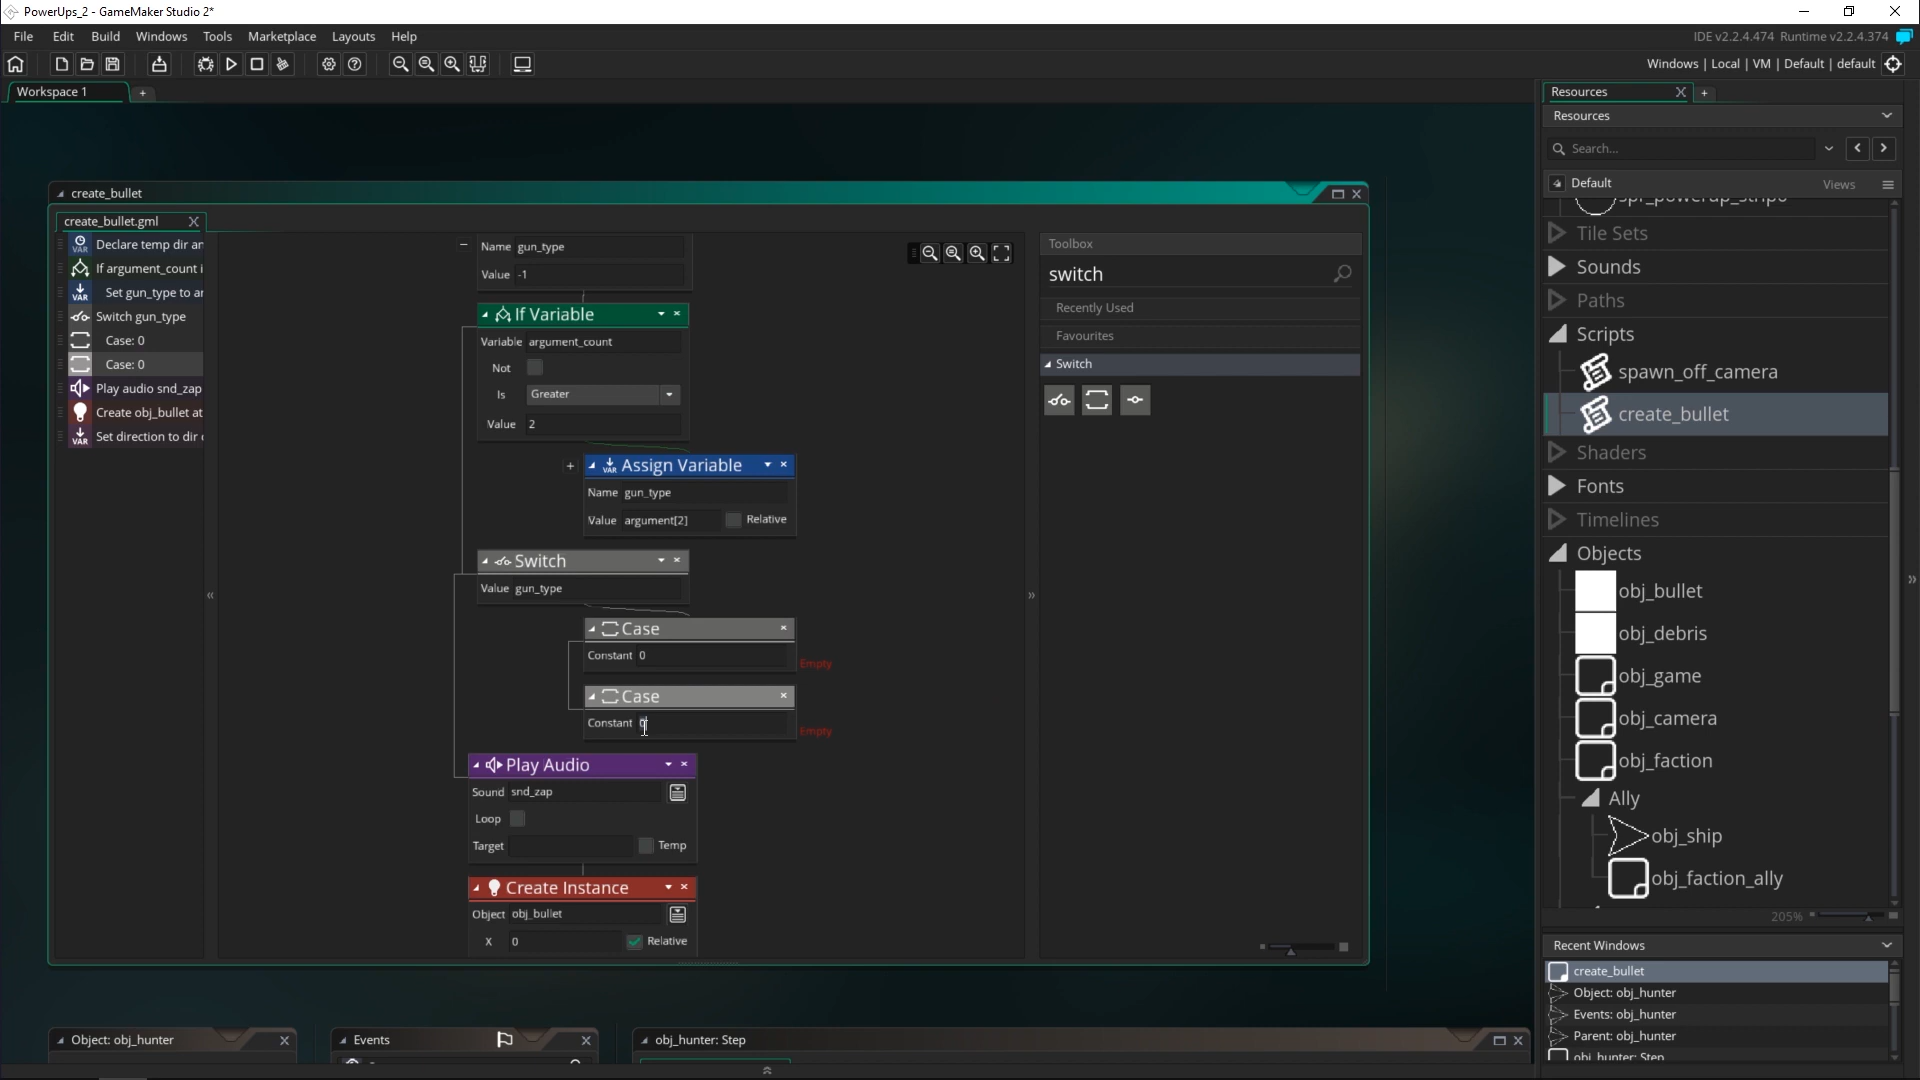 PowerUps_2 - GameMaker Studio 2*
File Edit Build Windows Tools Marketplace Layouts Help
IDE v2.2.4.474 Runtime v2.2.4.374
Windows | Local | VM | Default | default
Workspace 1
create_bullet
create_bullet.gml
Declare temp dir an
If argument_count i
Set gun_type to ar
Switch gun_type
Case: 0
Case: 0
Play audio snd_zap
Create obj_bullet at
Set direction to dir
Name gun_type
Value -1
If Variable
Variable argument_count
Not
Is Greater
Value 2
Assign Variable
Name gun_type
Value argument[2] Relative
Switch
Value gun_type
Case
Constant 0
Empty
Case
Constant
Empty
Play Audio
Sound snd_zap
Loop
Target Temp
Create Instance
Object obj_bullet
X 0 Relative
Toolbox
switch
Recently Used
Favourites
Switch
Resources
Resources
Search...
Default Views
spr_powerup_stripo
Tile Sets
Sounds
Paths
Scripts
spawn_off_camera
create_bullet
Shaders
Fonts
Timelines
Objects
obj_bullet
obj_debris
obj_game
obj_camera
obj_faction
Ally
obj_ship
obj_faction_ally
205%
Recent Windows
create_bullet
Object: obj_hunter
Events: obj_hunter
Parent: obj_hunter
obj_hunter: Step
Object: obj_hunter
Events
obj_hunter: Step